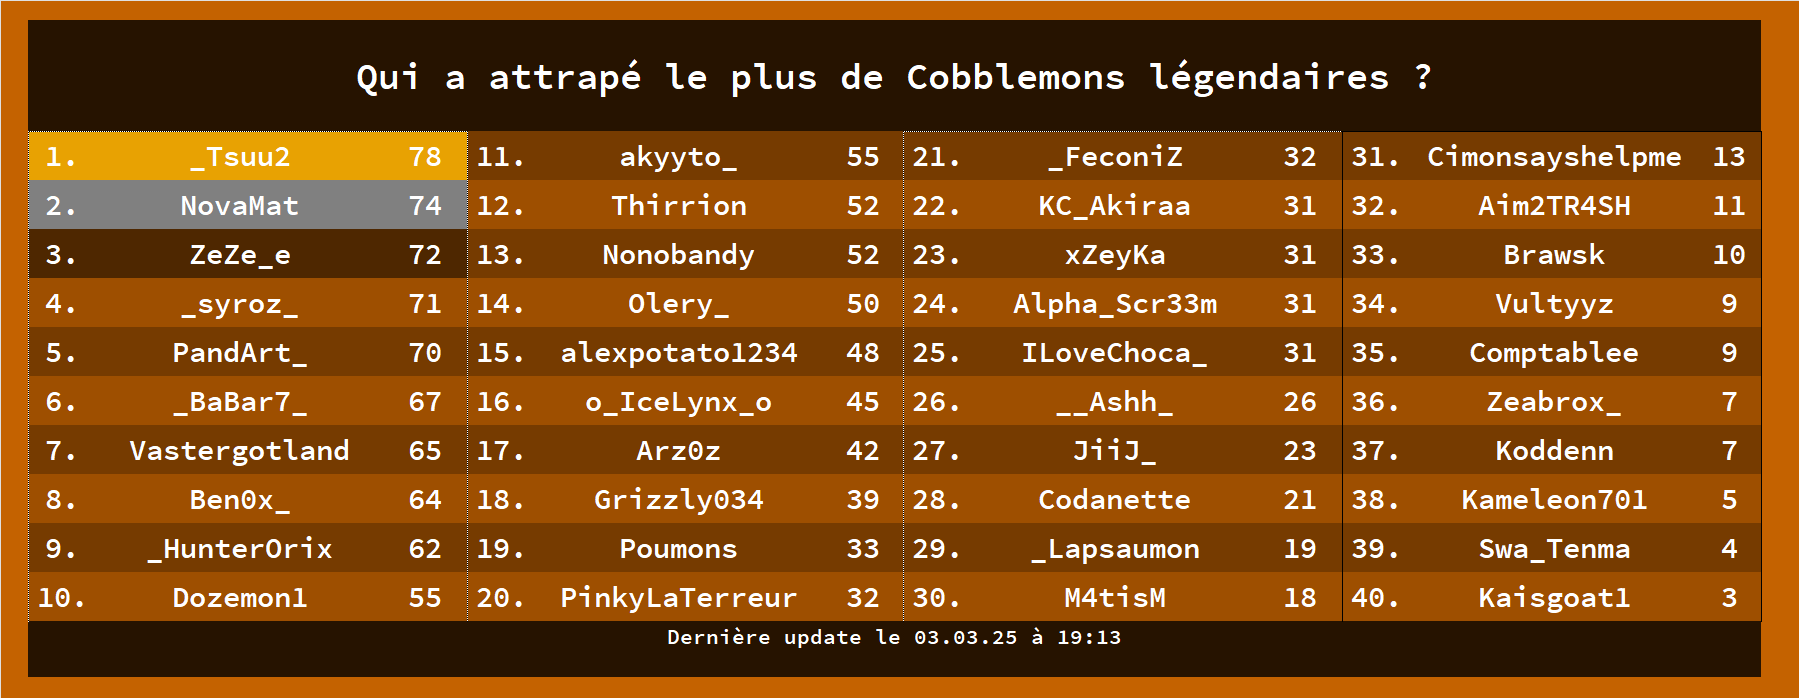 Qui a attrapé le plus de Cobblemons légendaires ?
1. _Tsuu2 78 11. akyyto_ 55 21. _FeconiZ 32 31. Cimonsayshelpme 13
2. NovaMat 74 12. Thirrion 52 22. KC_Akiraa 31 32. Aim2TR4SH 11
3. ZeZe_e 72 13. Nonobandy 52 23. xZeyKa 31 33. Brawsk 10
4. _syroz_ 71 14. Olery_ 50 24. Alpha_Scr33m 31 34. Vultyyz 9
5. PandArt_ 70 15. alexpotato1234 48 25. ILoveChoca_ 31 35. Comptablee 9
6. _BaBar7_ 67 16. o_IceLynx_o 45 26. __Ashh_ 26 36. Zeabrox_ 7
7. Vastergotland 65 17. Arz0z 42 27. JiiJ_ 23 37. Koddenn 7
8. Ben0x_ 64 18. Grizzly034 39 28. Codanette 21 38. Kameleon701 5
9. _HunterOrix 62 19. Poumons 33 29. _Lapsaumon 19 39. Swa_Tenma 4
10. Dozemon1 55 20. PinkyLaTerreur 32 30. M4tisM 18 40. Kaisgoat1 3
Dernière update le 03.03.25 à 19:13